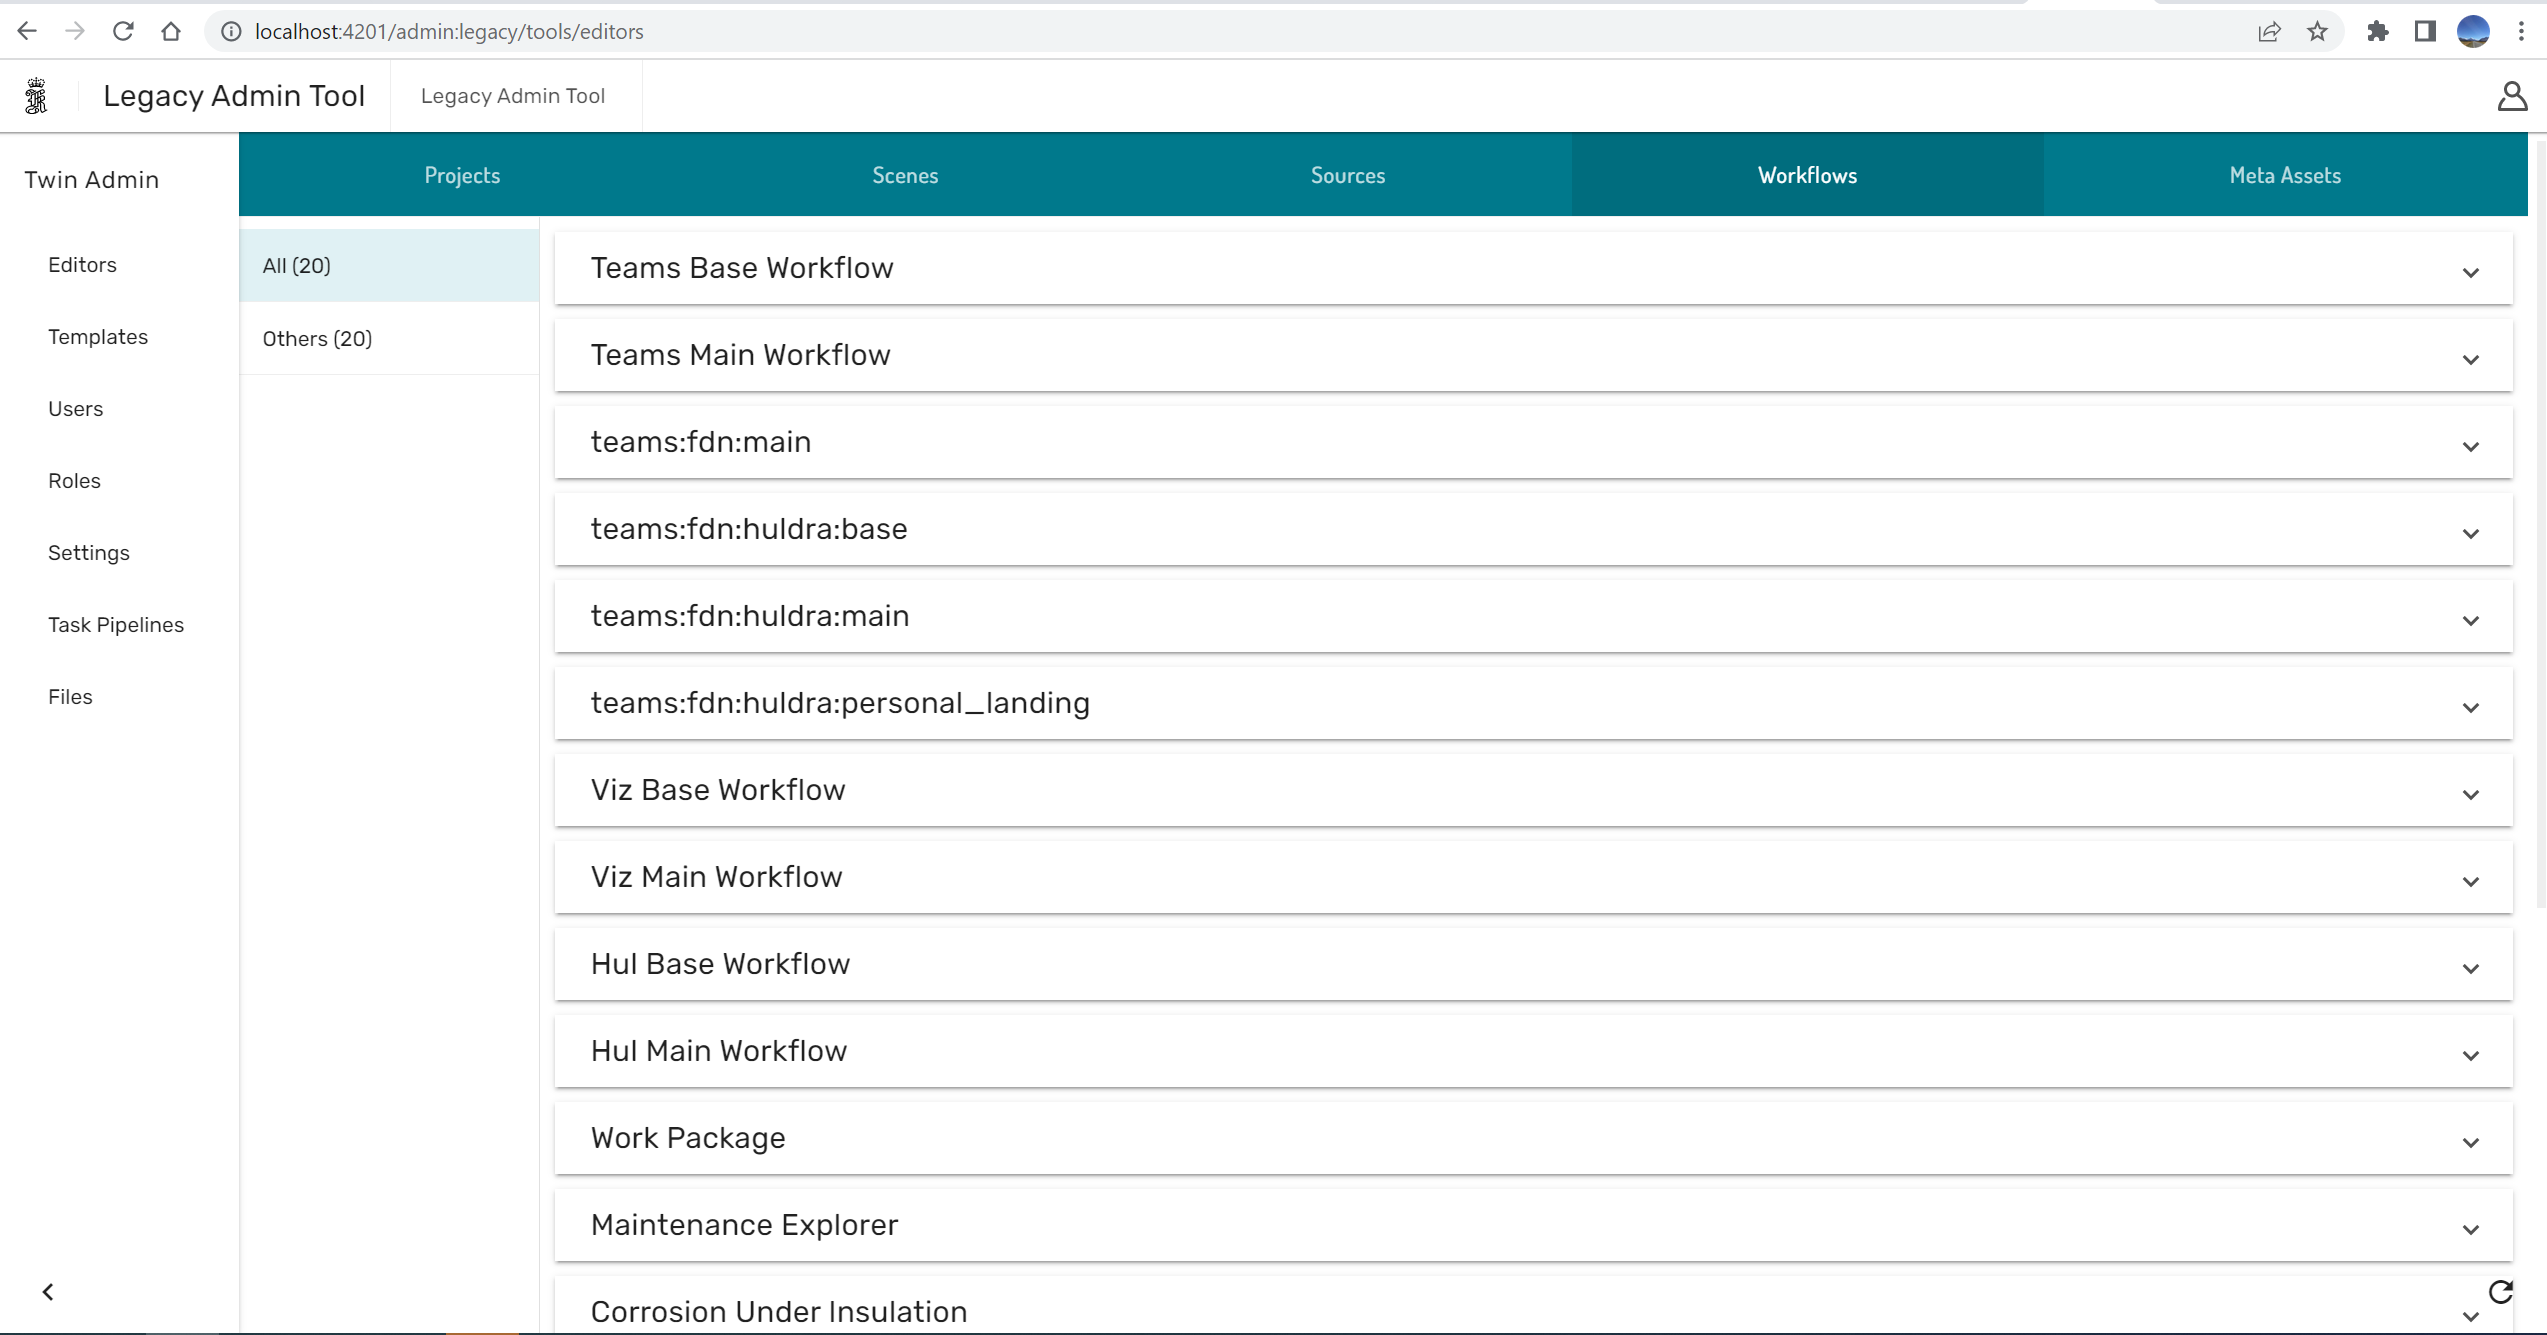 localhost:4201/admin:legacy/tools/editors
Legacy Admin Tool
Legacy Admin Tool
Twin Admin
Editors
Templates
Users
Roles
Settings
Task Pipelines
Files
Projects
Scenes
Sources
Workflows
Meta Assets
All (20)
Others (20)
Teams Base Workflow
Teams Main Workflow
teams:fdn:main
teams:fdn:huldra:base
teams:fdn:huldra:main
teams:fdn:huldra:personal_landing
Viz Base Workflow
Viz Main Workflow
Hul Base Workflow
Hul Main Workflow
Work Package
Maintenance Explorer
Corrosion Under Insulation